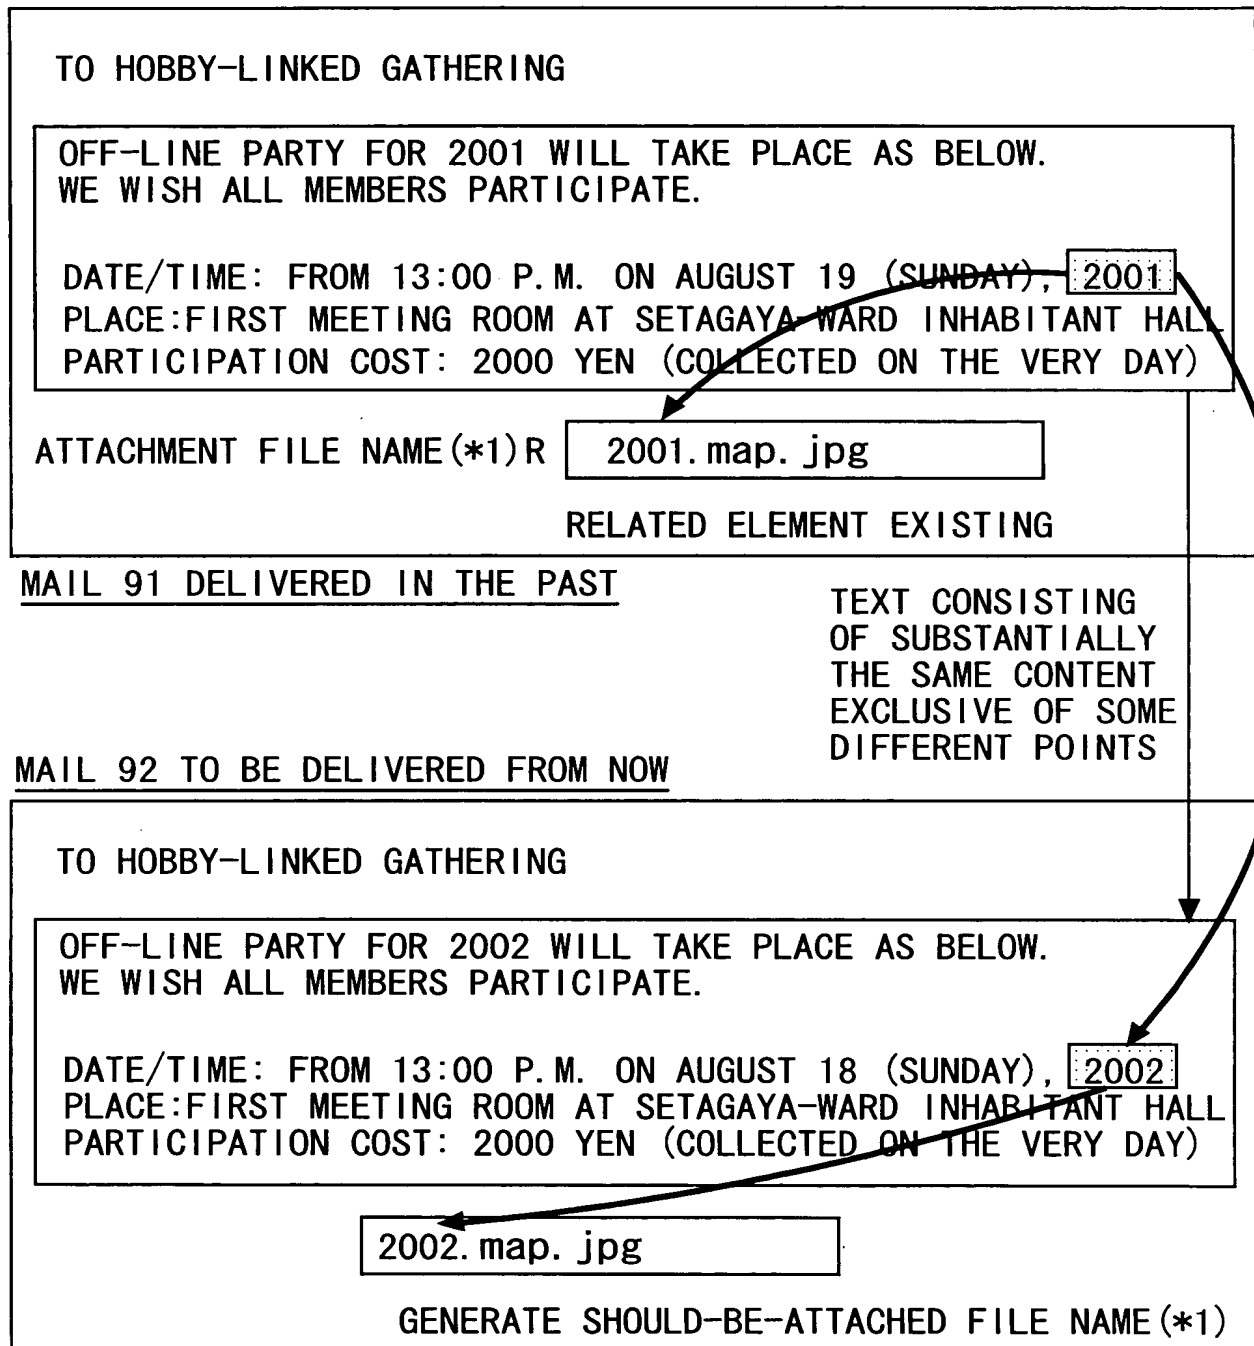 TO HOBBY-LINKED GATHERING
OFF-LINE PARTY FOR 2001 WILL TAKE PLACE AS BELOW.
WE WISH ALL MEMBERS PARTICIPATE.
DATE/TIME: FROM 13:00 P.M. ON AUGUST 19 (SUNDAY), 2001
PLACE:FIRST MEETING ROOM AT SETAGAYA-WARD INHABITANT HALL
PARTICIPATION COST: 2000 YEN (COLLECTED ON THE VERY DAY)
ATTACHMENT FILE NAME(*1)R 2001.map.jpg
RELATED ELEMENT EXISTING
MAIL 91 DELIVERED IN THE PAST
TEXT CONSISTING
OF SUBSTANTIALLY
THE SAME CONTENT
EXCLUSIVE OF SOME
DIFFERENT POINTS
MAIL 92 TO BE DELIVERED FROM NOW
TO HOBBY-LINKED GATHERING
OFF-LINE PARTY FOR 2002 WILL TAKE PLACE AS BELOW.
WE WISH ALL MEMBERS PARTICIPATE.
DATE/TIME: FROM 13:00 P.M. ON AUGUST 18 (SUNDAY), 2002
PLACE:FIRST MEETING ROOM AT SETAGAYA-WARD INHABITANT HALL
PARTICIPATION COST: 2000 YEN (COLLECTED ON THE VERY DAY)
2002.map.jpg
GENERATE SHOULD-BE-ATTACHED FILE NAME(*1)